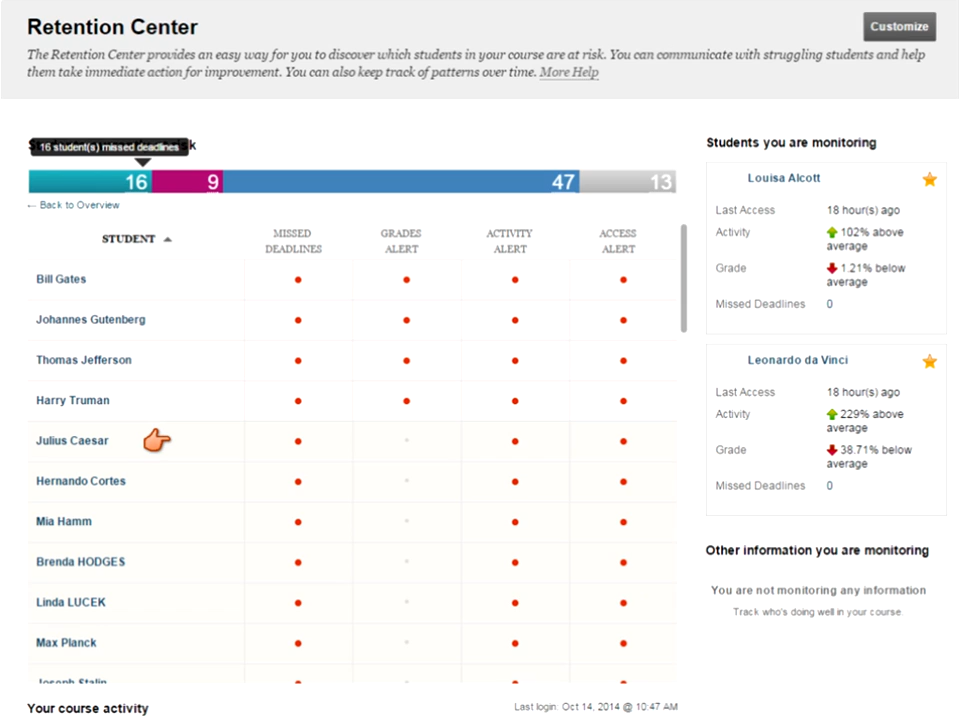 Retention Center
Customize
The Retention Center provides an easy way for you to discover which students in your course are at risk. You can communicate with struggling students and help
them take immediate action for improvement. You can also keep track of patterns over time. More Help
16 student(s) missed deadlines
16
9
47
13
← Back to Overview
STUDENT
MISSED DEADLINES
GRADES ALERT
ACTIVITY ALERT
ACCESS ALERT
Bill Gates
Johannes Gutenberg
Thomas Jefferson
Harry Truman
Julius Caesar
Hernando Cortes
Mia Hamm
Brenda HODGES
Linda LUCEK
Max Planck
Joseph Stalin
Your course activity
Last login: Oct 14, 2014 @ 10:47 AM
Students you are monitoring
Louisa Alcott
Last Access 18 hour(s) ago
Activity 102% above
average
Grade 1.21% below
average
Missed Deadlines 0
Leonardo da Vinci
Last Access 18 hour(s) ago
Activity 229% above
average
Grade 38.71% below
average
Missed Deadlines 0
Other information you are monitoring
You are not monitoring any information
Track who's doing well in your course.